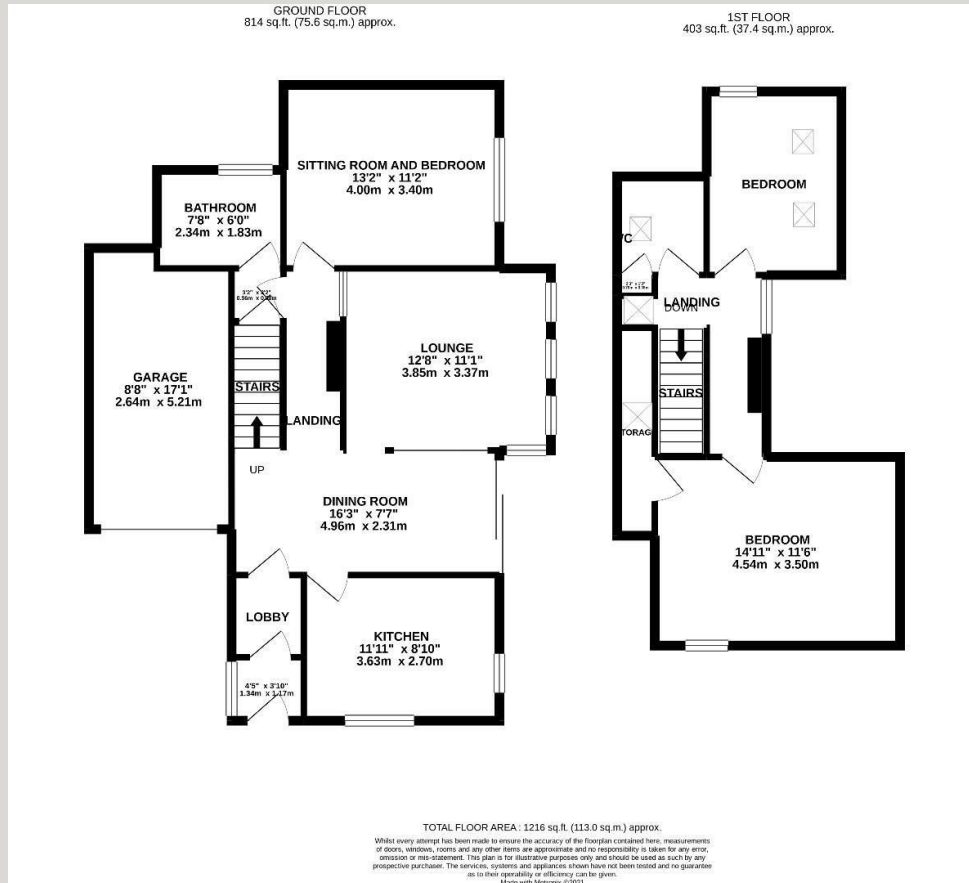 GROUND FLOOR
814 sq.ft. (75.6 sq.m.) approx.
SITTING ROOM AND BEDROOM
13'2" x 11'2"
4.00m x 3.40m
BATHROOM
7'8" x 6'0"
2.34m x 1.83m
GARAGE
8'8" x 17'1"
2.64m x 5.21m
STAIRS
UP
LANDING
LOUNGE
12'8" x 11'1"
3.85m x 3.37m
DINING ROOM
16'3" x 7'7"
4.96m x 2.31m
LOBBY
KITCHEN
11'11" x 8'10"
3.63m x 2.70m
4'5" x 3'10"
1.34m x 1.17m
1ST FLOOR
403 sq.ft. (37.4 sq.m.) approx.
BEDROOM
LANDING
DOWN
STAIRS
TORAG
BEDROOM
14'11" x 11'6"
4.54m x 3.50m
TOTAL FLOOR AREA : 1216 sq.ft. (113.0 sq.m.) approx.
Whilst every attempt has been made to ensure the accuracy of the floorplan contained here, measurements
of doors, windows, rooms and any other items are approximate and no responsibility is taken for any error,
omission or mis-statement. This plan is for illustrative purposes only and should be used as such by any
prospective purchaser. The services, systems and appliances shown have not been tested and no guarantee
as to their operability or efficiency can be given.
Made with Metropix ©2021